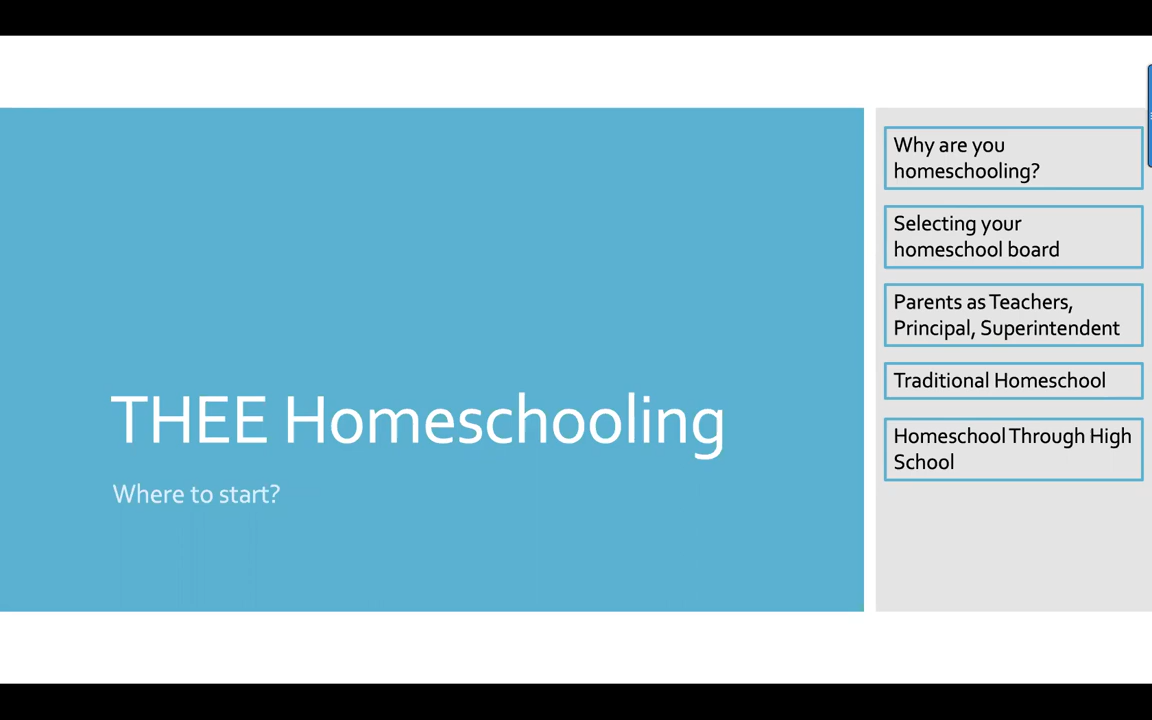 THEE Homeschooling
Where to start?
Why are you
homeschooling?
Selecting your
homeschool board
Parents as Teachers,
Principal, Superintendent
Traditional Homeschool
Homeschool Through High
School